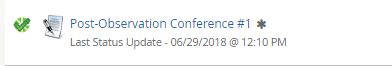 Post-Observation Conference #1 ✱
Last Status Update - 06/29/2018 @ 12:10 PM